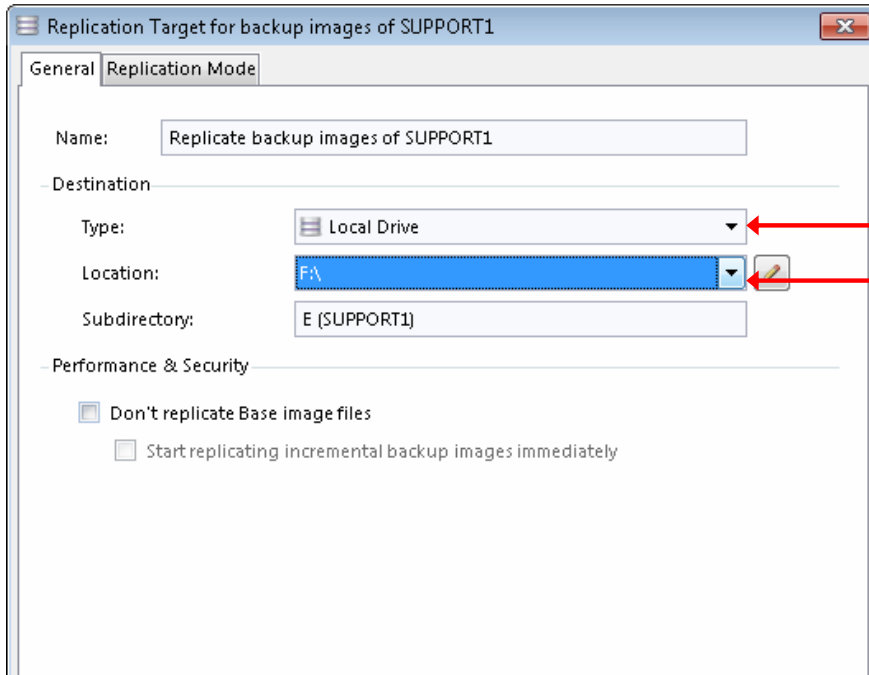 Replication Target for backup images of SUPPORT1
General Replication Mode
Name: Replicate backup images of SUPPORT1
Destination
Type: Local Drive
Location: F:\
Subdirectory: E (SUPPORT1)
Performance & Security
Don't replicate Base image files
Start replicating incremental backup images immediately